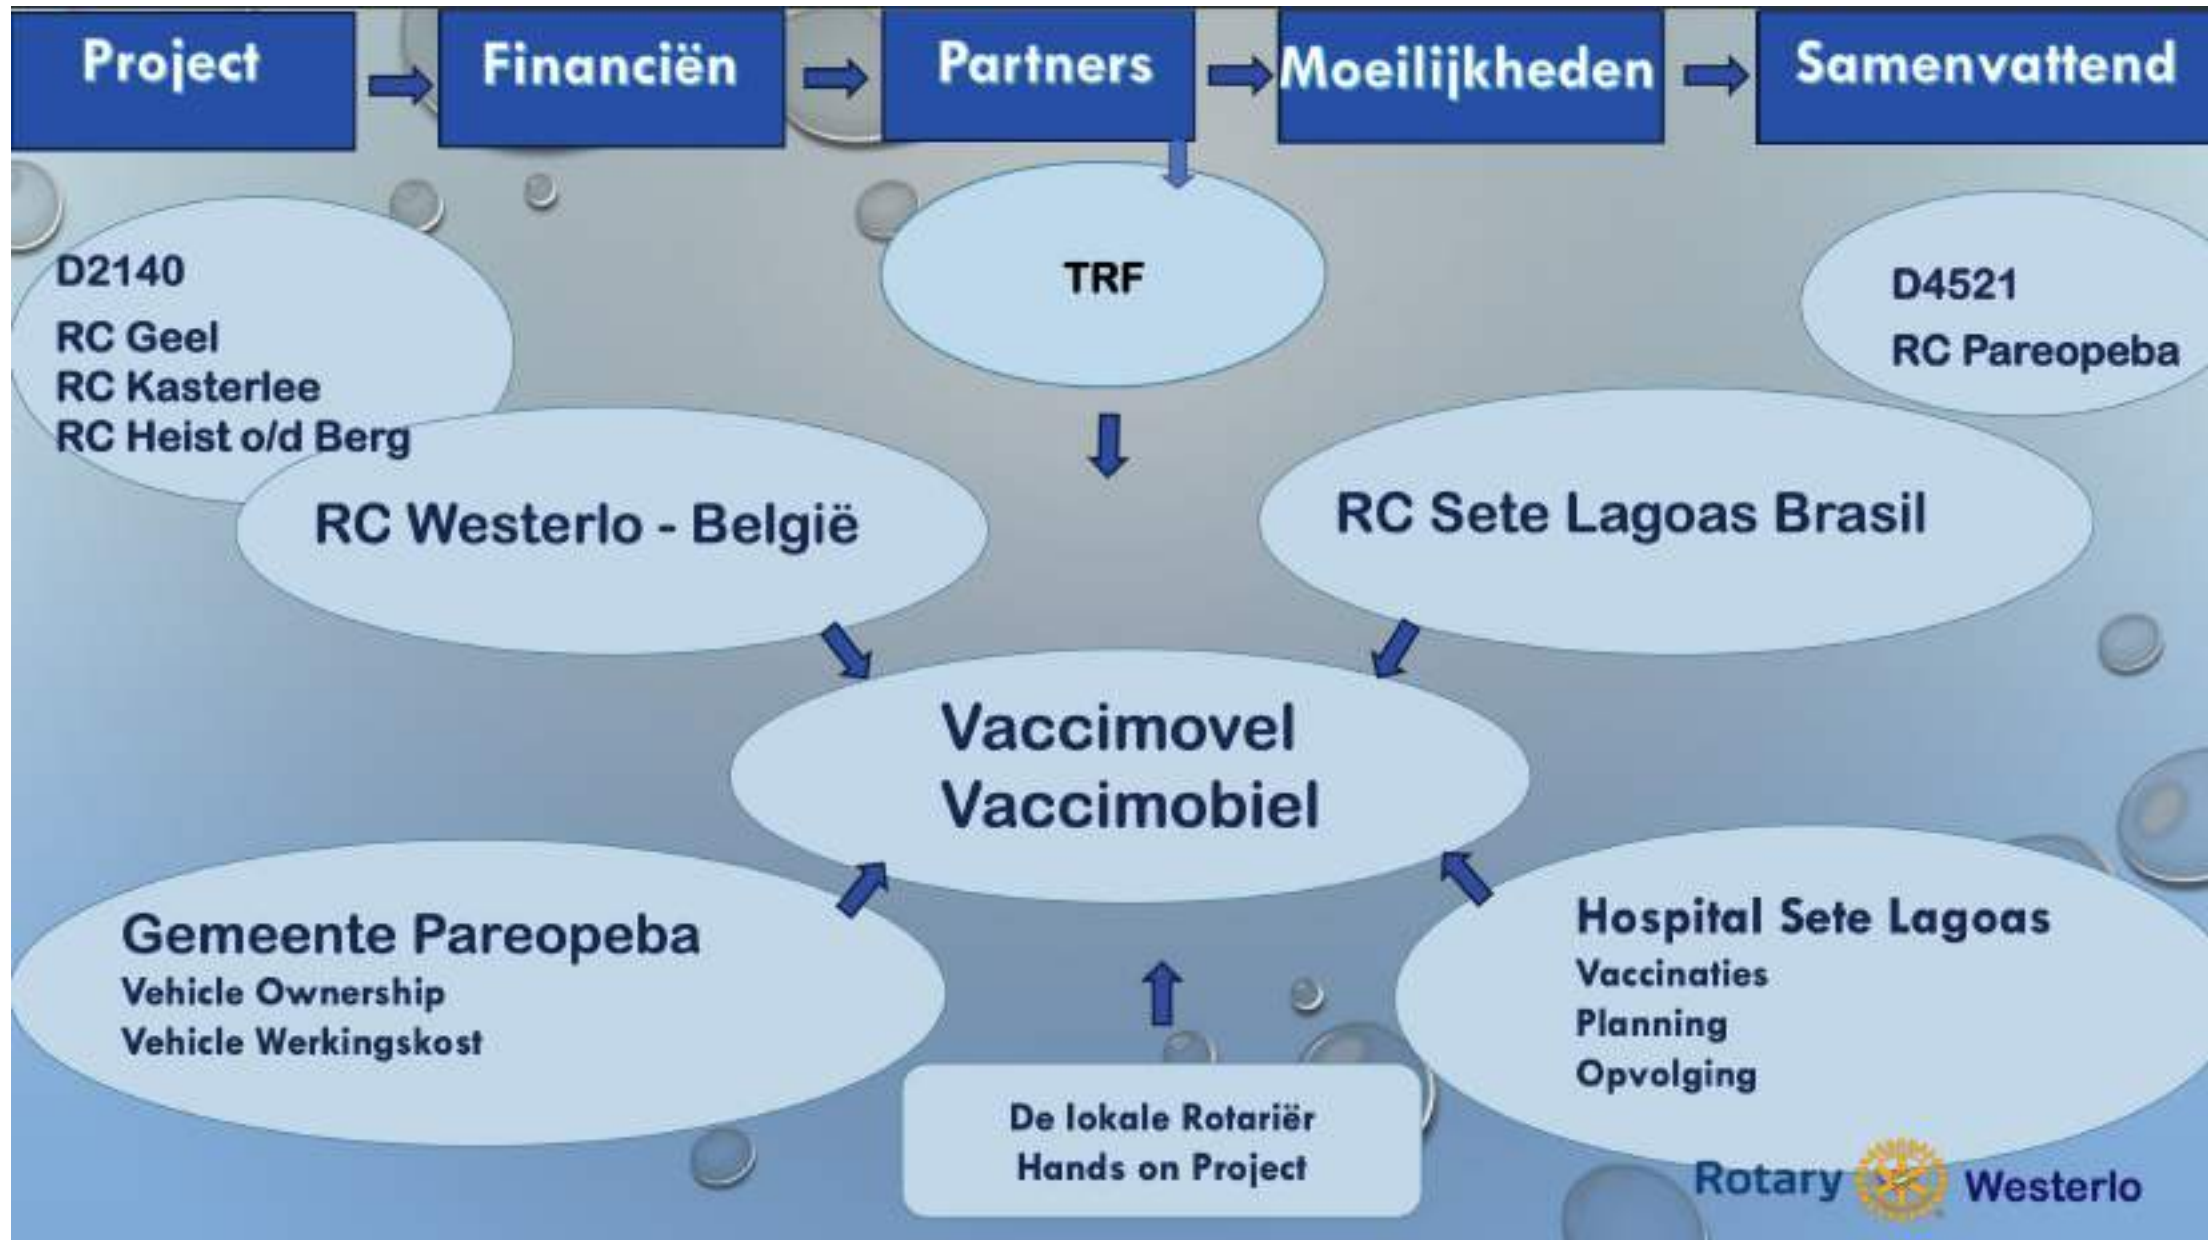 Project
Financiën
Partners
Moeilijkheden
Samenvattend
TRF
D2140
RC Geel
RC Kasterlee
RC Heist o/d Berg
D4521
RC Pareopeba
RC Westerlo - België
RC Sete Lagoas Brasil
Vaccimovel
Vaccimobiel
Gemeente Pareopeba
Vehicle Ownership
Vehicle Werkingskost
Hospital Sete Lagoas
Vaccinaties
Planning
Opvolging
De lokale Rotariër
Hands on Project
Rotary Westerlo